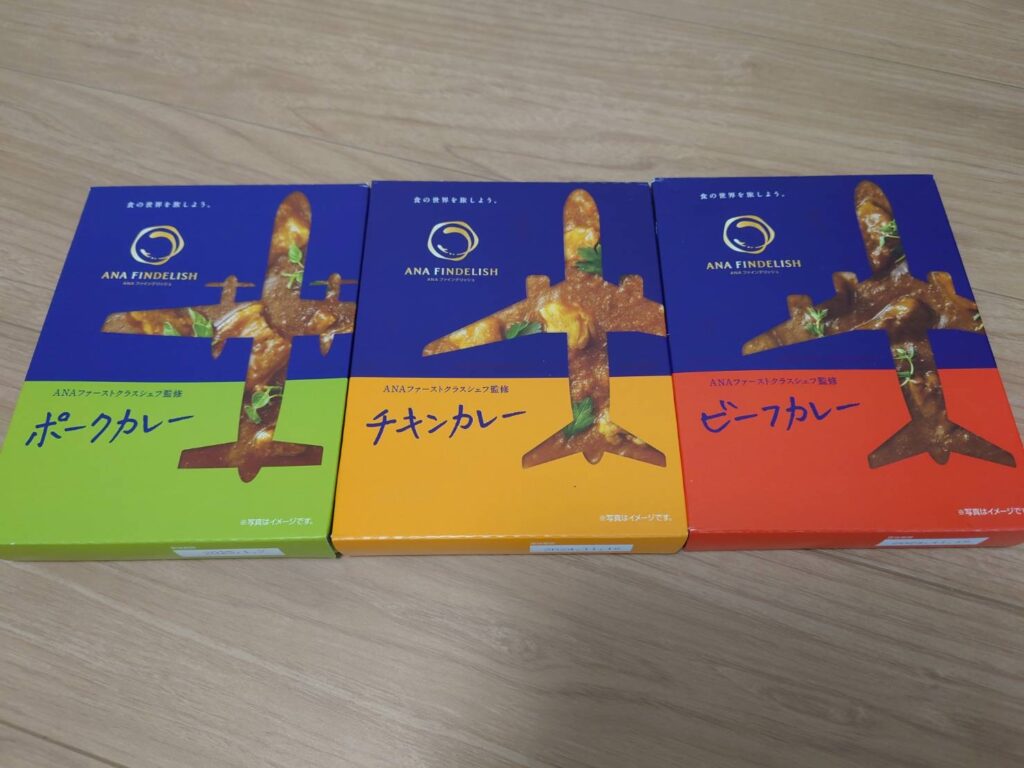 食の世界を旅しよう。
ANA FINDELISH
ANA ファインデリッシュ
ANAファーストクラスシェフ監修
ポークカレー
※写真はイメージです。
2025.1.7
食の世界を旅しよう。
ANA FINDELISH
ANA ファインデリッシュ
ANAファーストクラスシェフ監修
チキンカレー
※写真はイメージです。
2024.11.18
食の世界を旅しよう。
ANA FINDELISH
ANA ファインデリッシュ
ANAファーストクラスシェフ監修
ビーフカレー
※写真はイメージです。